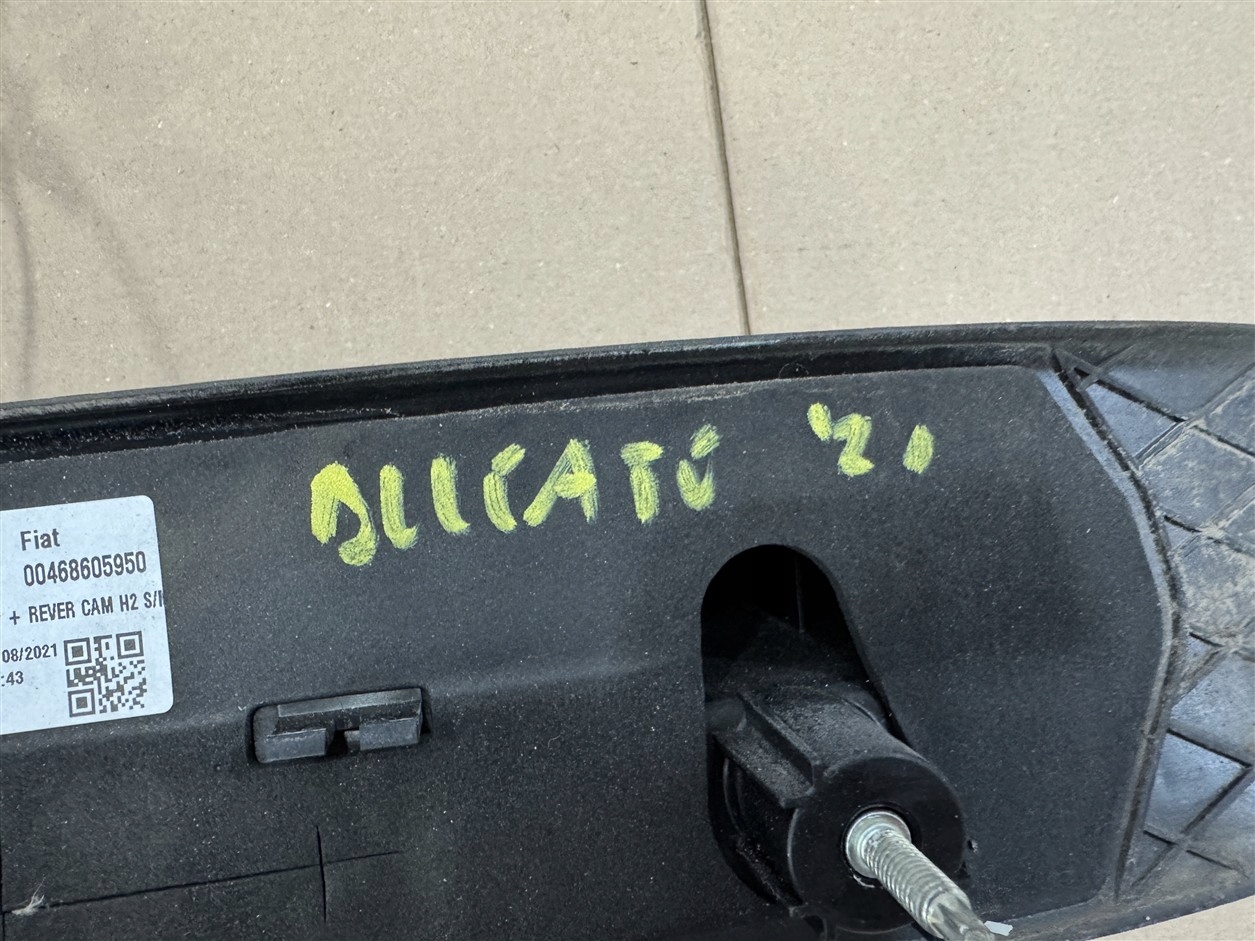 DUCATO '21
Fiat
00468605950
+ REVER CAM H2 S/
08/2021
:43